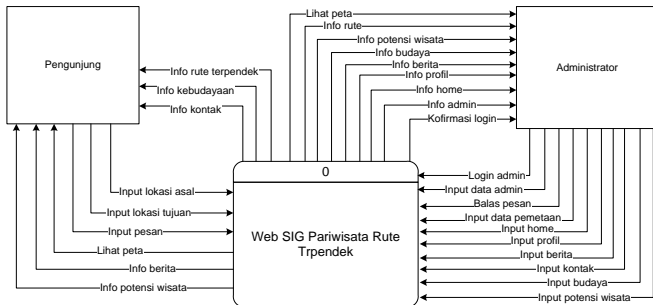 Lihat peta
Info rute
Info potensi wisata
Info budaya
Info berita
Info profil
Info home
Info admin
Kofirmasi login
Pengunjung
Administrator
Info rute terpendek
Info kebudayaan
Info kontak
0
Web SIG Pariwisata Rute
Trpendek
Input lokasi asal
Input lokasi tujuan
Input pesan
Lihat peta
Info berita
Info potensi wisata
Login admin
Input data admin
Balas pesan
Input data pemetaan
Input home
Input profil
Input berita
Input kontak
Input budaya
Input potensi wisata